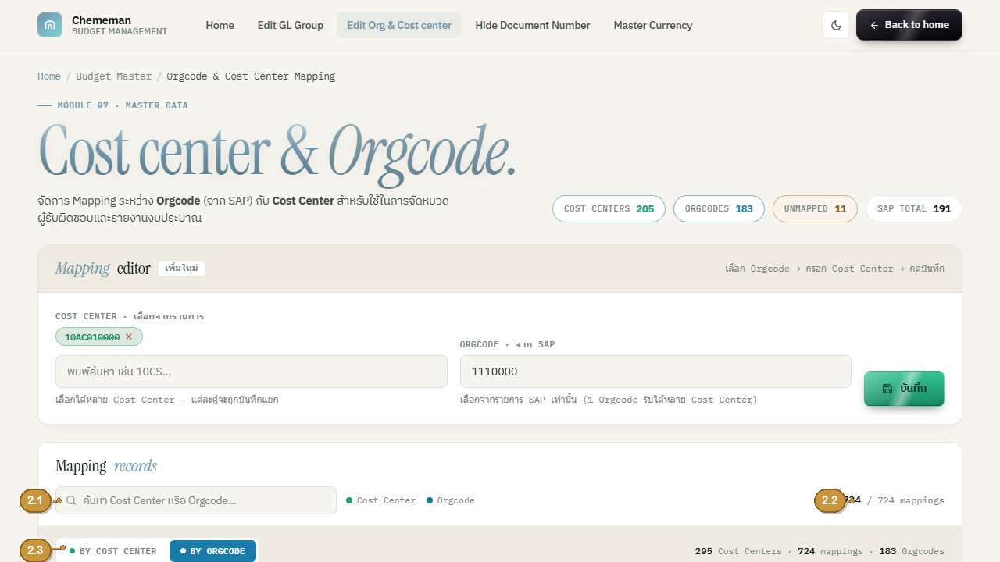 Chememan
BUDGET MANAGEMENT
Home
Edit GL Group
Edit Org & Cost center
Hide Document Number
Master Currency
Back to home
Home / Budget Master / Orgcode & Cost Center Mapping
MODULE 07 · MASTER DATA
Cost center & Orgcode.
จัดการ Mapping ระหว่าง Orgcode (จาก SAP) กับ Cost Center สำหรับใช้ในการจัดหมวด
ผู้รับผิดชอบและรายงานงบประมาณ
COST CENTERS 205
ORGCODES 183
UNMAPPED 11
SAP TOTAL 191
Mapping editor เพิ่มใหม่
เลือก Orgcode → กรอก Cost Center → กดบันทึก
COST CENTER · เลือกจากรายการ
10AC010000 ✕
ORGCODE · จาก SAP
พิมพ์ค้นหา เช่น 10CS...
1110000
บันทึก
เลือกได้หลาย Cost Center — แต่ละคู่จะถูกบันทึกแยก
เลือกจากรายการ SAP เท่านั้น (1 Orgcode รับได้หลาย Cost Center)
Mapping records
2.1
ค้นหา Cost Center หรือ Orgcode...
Cost Center
Orgcode
2.2
724 / 724 mappings
2.3
BY COST CENTER
BY ORGCODE
205 Cost Centers · 724 mappings · 183 Orgcodes